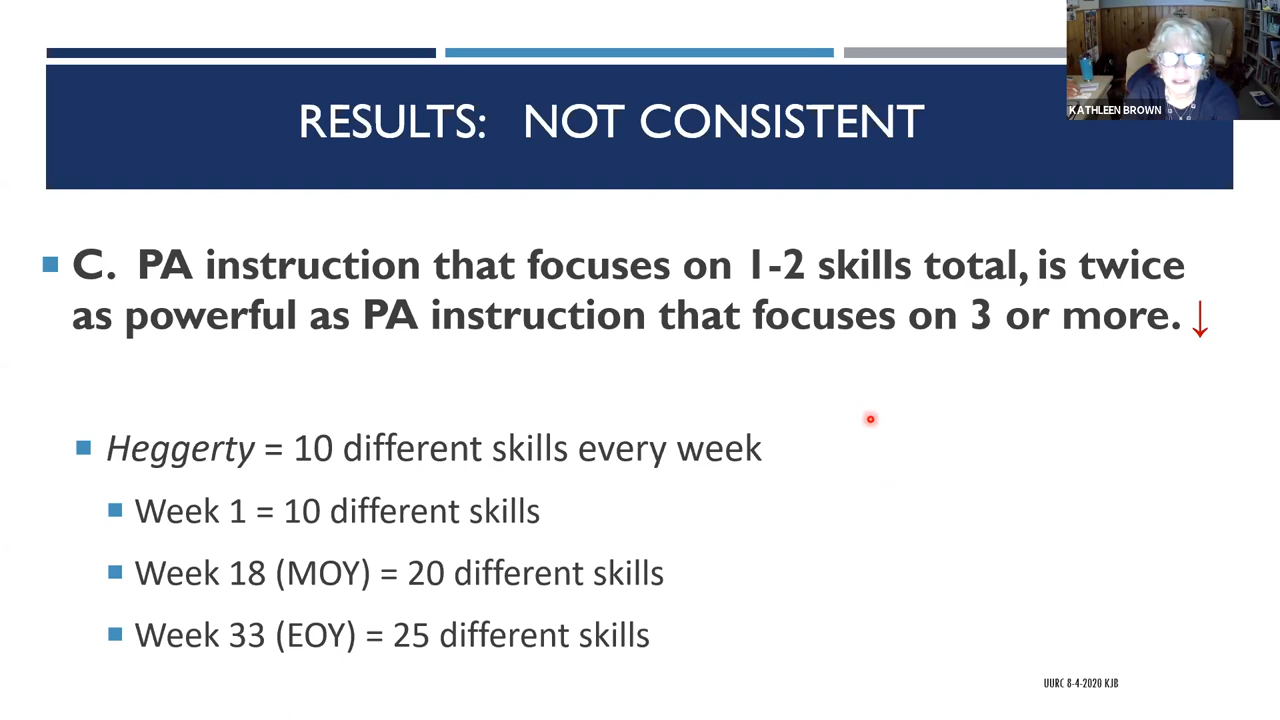 KATHLEEN BROWN
RESULTS: NOT CONSISTENT
C. PA instruction that focuses on 1-2 skills total, is twice
as powerful as PA instruction that focuses on 3 or more. ↓
Heggerty = 10 different skills every week
Week 1 = 10 different skills
Week 18 (MOY) = 20 different skills
Week 33 (EOY) = 25 different skills
UURC 8-4-2020 KJB